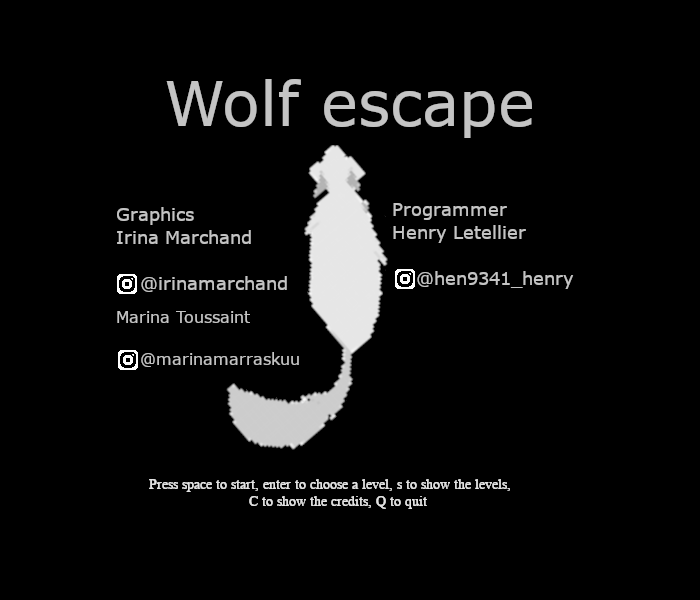 Wolf escape
Graphics
Irina Marchand
@irinamarchand
Marina Toussaint
@marinamarraskuu
Programmer
Henry Letellier
@hen9341_henry
Press space to start, enter to choose a level, s to show the levels,
C to show the credits, Q to quit